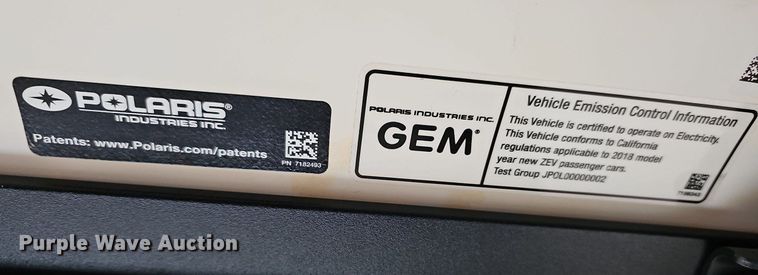 POLARIS®
INDUSTRIES INC.
Patents: www.Polaris.com/patents
PN 7182493
POLARIS INDUSTRIES INC.
GEM®
Vehicle Emission Control Information
This Vehicle is certified to operate on Electricity.
This Vehicle conforms to California
regulations applicable to 2018 model
year new ZEV passenger cars.
Test Group JPOL00000002
Purple Wave Auction